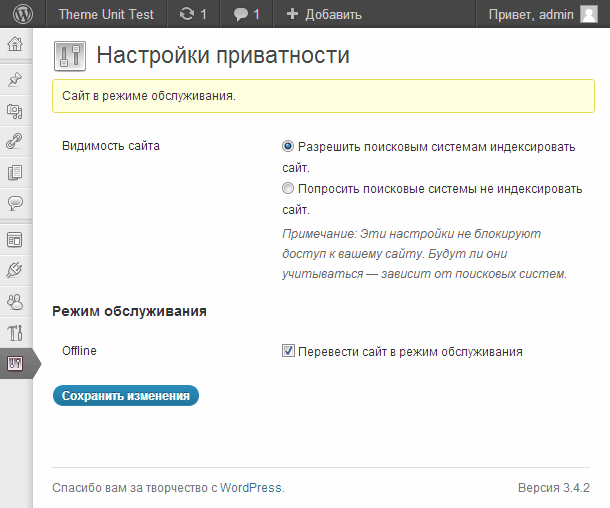 Theme Unit Test 1 1 Добавить Привет, admin
Настройки приватности
Сайт в режиме обслуживания.
Видимость сайта
Разрешить поисковым системам индексировать
сайт.
Попросить поисковые системы не индексировать
сайт.
Примечание: Эти настройки не блокируют
доступ к вашему сайту. Будут ли они
учитываться — зависит от поисковых систем.
Режим обслуживания
Offline
Перевести сайт в режим обслуживания
Сохранить изменения
Спасибо вам за творчество с WordPress. Версия 3.4.2